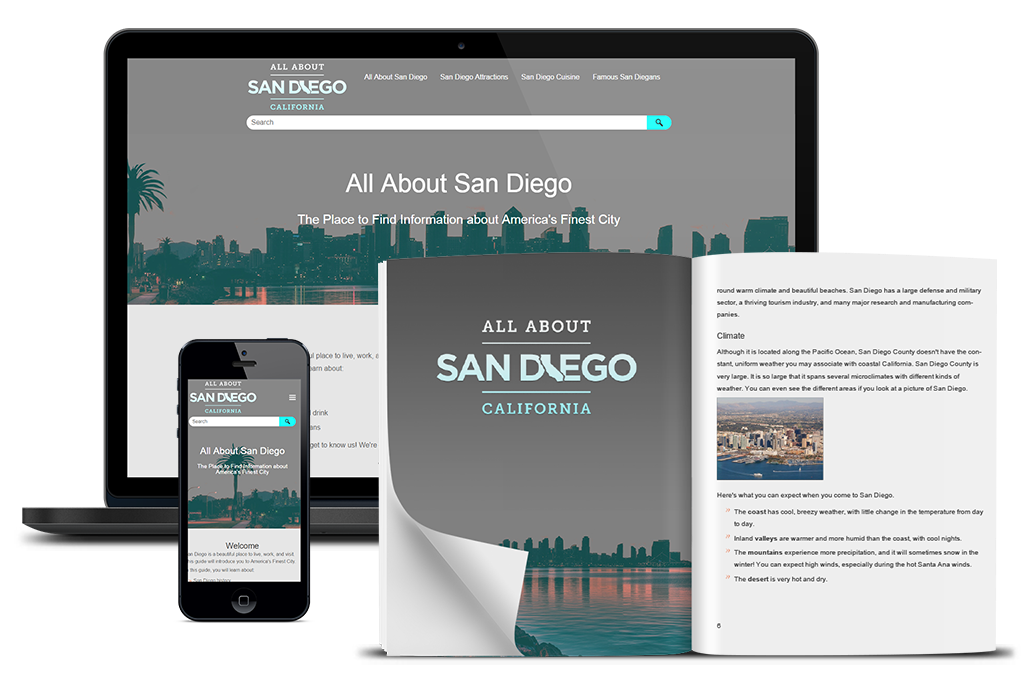 ALL ABOUT
SAN DIEGO
CALIFORNIA
All About San Diego San Diego Attractions San Diego Cuisine Famous San Diegans
Search
All About San Diego
The Place to Find Information about America's Finest City
ul place to live, work, a
earn about:
d drink
ans
get to know us! We're
ALL ABOUT
SAN DIEGO
CALIFORNIA
Search
All About San Diego
The Place to Find Information about
America's Finest City
Welcome
an Diego is a beautiful place to live, work, and visit
his guide will introduce you to America's Finest City.
n the guide, you will learn about:
San Diego history
ALL ABOUT
SAN DIEGO
CALIFORNIA
round warm climate and beautiful beaches. San Diego has a large defense and military
sector, a thriving tourism industry, and many major research and manufacturing com-
panies.
Climate
Although it is located along the Pacific Ocean, San Diego County doesn't have the con-
stant, uniform weather you may associate with coastal California. San Diego County is
very large. It is so large that it spans several microclimates with different kinds of
weather. You can even see the different areas if you look at a picture of San Diego.
Here's what you can expect when you come to San Diego.
» The coast has cool, breezy weather, with little change in the temperature from day
to day.
» Inland valleys are warmer and more humid than the coast, with cool nights.
» The mountains experience more precipitation, and it will sometimes snow in the
winter! You can expect high winds, especially during the hot Santa Ana winds.
» The desert is very hot and dry.
6